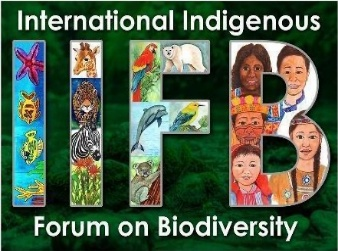 International Indigenous
IIFB
Forum on Biodiversity